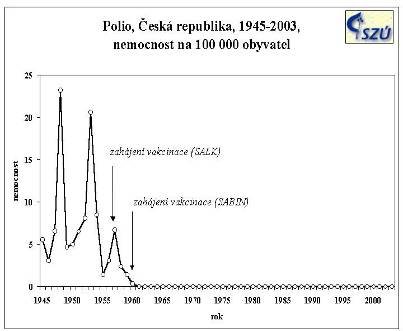 Polio, Česká republika, 1945-2003,
nemocnost na 100 000 obyvatel
SZÚ
25
20
15
10
5
0
nemocnost
zahájení vakcinace (SALK)
zahájení vakcinace (SABIN)
1945 1950 1955 1960 1965 1970 1975 1980 1985 1990 1995 2000
rok